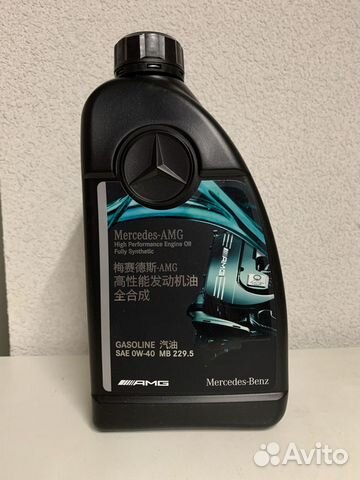 Mercedes-AMG
High Performance Engine Oil
Fully Synthetic
梅赛德斯-AMG
高性能发动机油
全合成
GASOLINE 汽油
SAE 0W-40 MB 229.5
AMG
AMG
Mercedes-Benz
Avito